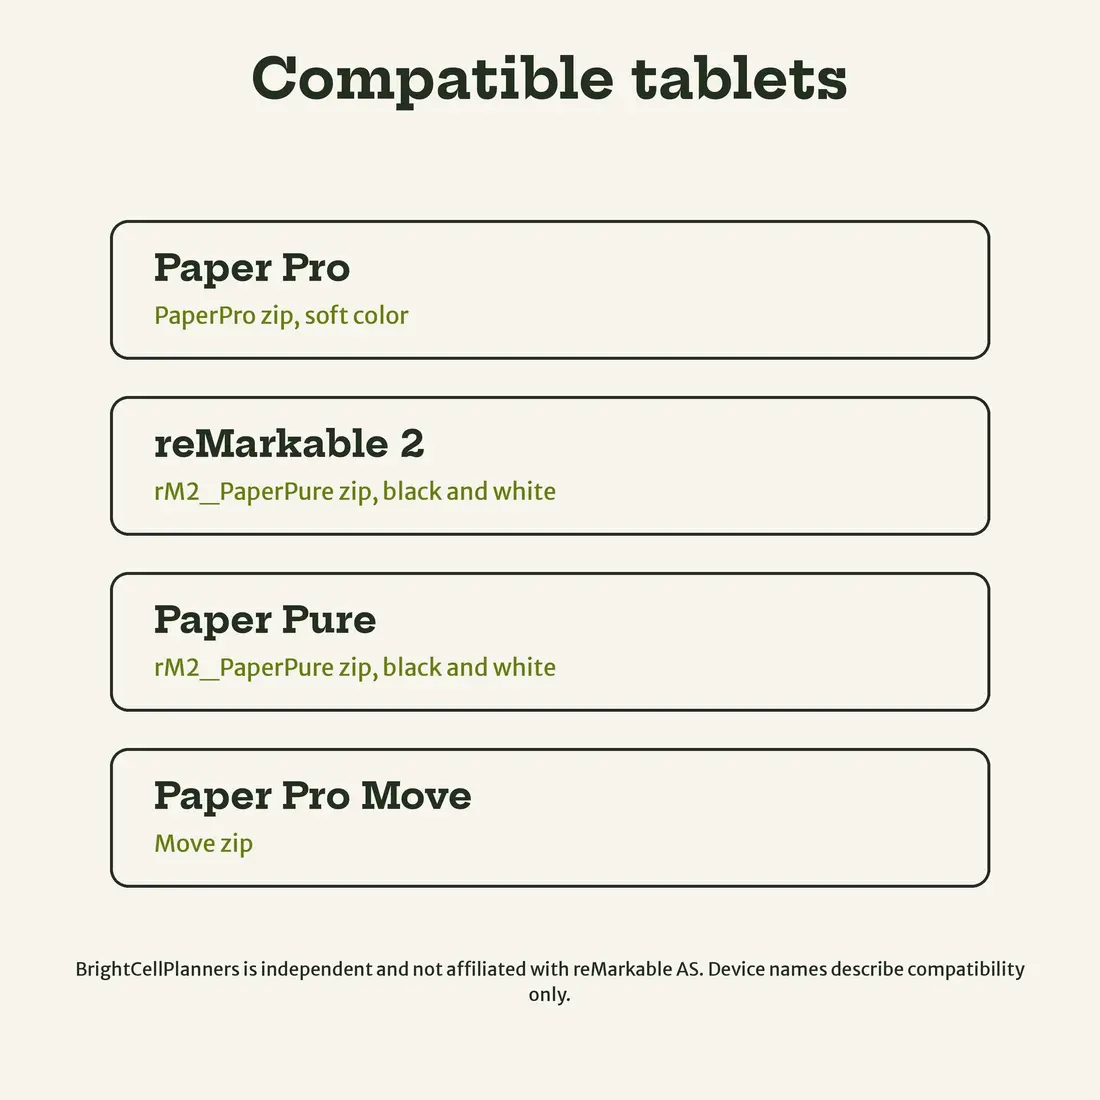 Compatible tablets
Paper Pro
PaperPro zip, soft color
reMarkable 2
rM2_PaperPure zip, black and white
Paper Pure
rM2_PaperPure zip, black and white
Paper Pro Move
Move zip
BrightCellPlanners is independent and not affiliated with reMarkable AS. Device names describe compatibility
only.